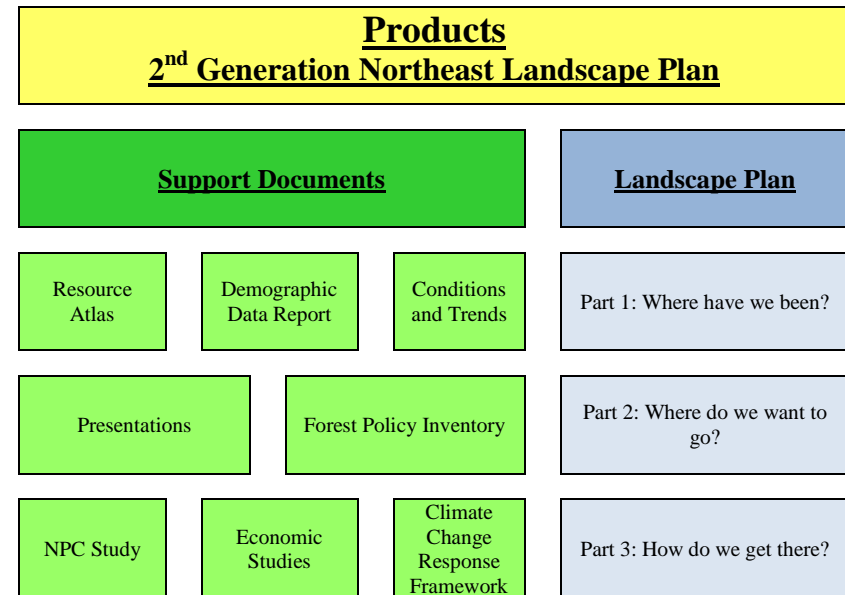 Products
2nd Generation Northeast Landscape Plan
Support Documents
Landscape Plan
Resource
Atlas
Demographic
Data Report
Conditions
and Trends
Part 1: Where have we been?
Presentations
Forest Policy Inventory
Part 2: Where do we want to
go?
NPC Study
Economic
Studies
Climate
Change
Response
Framework
Part 3: How do we get there?